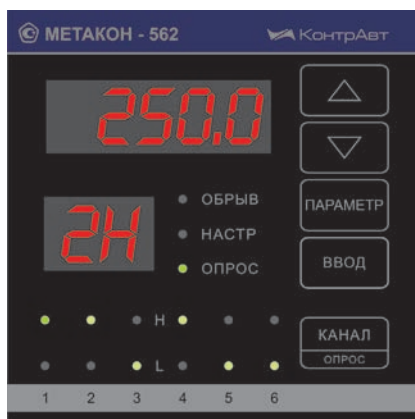 МЕТАКОН - 562
КонтрАвт
250.0
2H
ОБРЫВ
НАСТР
ОПРОС
ПАРАМЕТР
ВВОД
H
L
КАНАЛ
ОПРОС
1 2 3 4 5 6